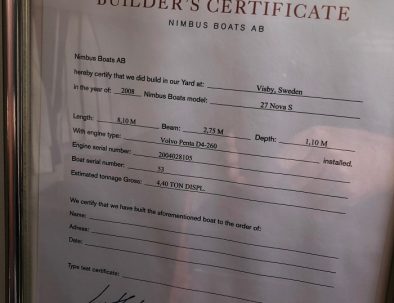 BUILDER'S CERTIFICATE
NIMBUS BOATS AB
Nimbus Boats AB
hereby certify that we did build in our Yard at: Visby, Sweden
in the year of: 2008 Nimbus Boats model: 27 Nova S
Length: 8,10 M Beam: 2,75 M Depth: 1,10 M
With engine type: Volvo Penta D4-260 installed.
Engine serial number: 2004028105
Boat serial number: 53
Estimated tonnage Gross: 4,40 TON DISPL.
We certify that we have built the aforementioned boat to the order of:
Name:
Adress:
Date:
Type test certificate: